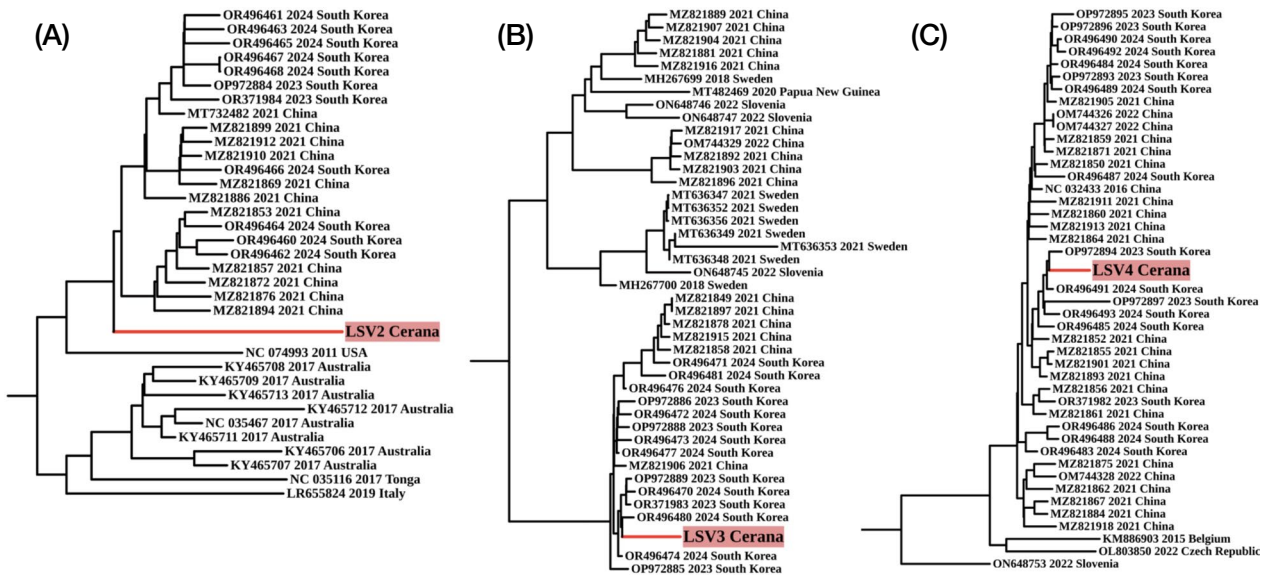 (A)
OR496461 2024 South Korea
OR496463 2024 South Korea
OR496465 2024 South Korea
OR496467 2024 South Korea
OR496468 2024 South Korea
OP972884 2023 South Korea
OR371984 2023 South Korea
MT732482 2021 China
MZ821899 2021 China
MZ821912 2021 China
MZ821910 2021 China
OR496466 2024 South Korea
MZ821869 2021 China
MZ821886 2021 China
MZ821853 2021 China
OR496464 2024 South Korea
OR496460 2024 South Korea
OR496462 2024 South Korea
MZ821857 2021 China
MZ821872 2021 China
MZ821876 2021 China
MZ821894 2021 China
LSV2 Cerana
NC 074993 2011 USA
KY465708 2017 Australia
KY465709 2017 Australia
KY465713 2017 Australia
KY465712 2017 Australia
NC 035467 2017 Australia
KY465711 2017 Australia
KY465706 2017 Australia
KY465707 2017 Australia
NC 035116 2017 Tonga
LR655824 2019 Italy
(B)
MZ821889 2021 China
MZ821907 2021 China
MZ821904 2021 China
MZ821881 2021 China
MZ821916 2021 China
MH267699 2018 Sweden
MT482469 2020 Papua New Guinea
ON648746 2022 Slovenia
ON648747 2022 Slovenia
MZ821917 2021 China
OM744329 2022 China
MZ821892 2021 China
MZ821903 2021 China
MZ821896 2021 China
MT636347 2021 Sweden
MT636352 2021 Sweden
MT636356 2021 Sweden
MT636349 2021 Sweden
MT636353 2021 Sweden
MT636348 2021 Sweden
ON648745 2022 Slovenia
MH267700 2018 Sweden
MZ821849 2021 China
MZ821897 2021 China
MZ821878 2021 China
MZ821915 2021 China
MZ821858 2021 China
OR496471 2024 South Korea
OR496481 2024 South Korea
OR496476 2024 South Korea
OP972886 2023 South Korea
OR496472 2024 South Korea
OP972888 2023 South Korea
OR496473 2024 South Korea
OR496477 2024 South Korea
MZ821906 2021 China
OP972889 2023 South Korea
OR496470 2024 South Korea
OR371983 2023 South Korea
OR496480 2024 South Korea
LSV3 Cerana
OR496474 2024 South Korea
OP972885 2023 South Korea
(C)
OP972895 2023 South Korea
OP972896 2023 South Korea
OR496490 2024 South Korea
OR496492 2024 South Korea
OR496484 2024 South Korea
OP972893 2023 South Korea
OR496489 2024 South Korea
MZ821905 2021 China
OM744326 2022 China
OM744327 2022 China
MZ821859 2021 China
MZ821871 2021 China
MZ821850 2021 China
OR496487 2024 South Korea
NC 032433 2016 China
MZ821911 2021 China
MZ821860 2021 China
MZ821913 2021 China
MZ821864 2021 China
OP972894 2023 South Korea
LSV4 Cerana
OR496491 2024 South Korea
OP972897 2023 South Korea
OR496493 2024 South Korea
OR496485 2024 South Korea
MZ821852 2021 China
MZ821855 2021 China
MZ821901 2021 China
MZ821893 2021 China
MZ821856 2021 China
OR371982 2023 South Korea
MZ821861 2021 China
OR496486 2024 South Korea
OR496488 2024 South Korea
OR496483 2024 South Korea
MZ821875 2021 China
OM744328 2022 China
MZ821862 2021 China
MZ821867 2021 China
MZ821884 2021 China
MZ821918 2021 China
KM886903 2015 Belgium
OL803850 2022 Czech Republic
ON648753 2022 Slovenia